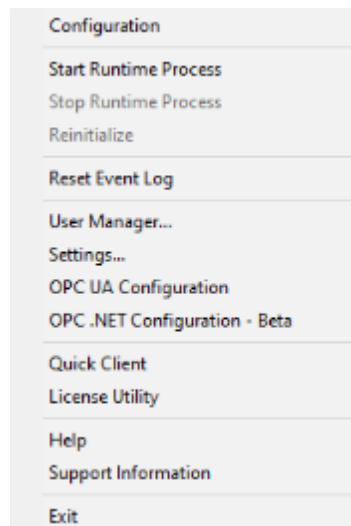 Configuration
Start Runtime Process
Stop Runtime Process
Reinitialize
Reset Event Log
User Manager...
Settings...
OPC UA Configuration
OPC .NET Configuration - Beta
Quick Client
License Utility
Help
Support Information
Exit